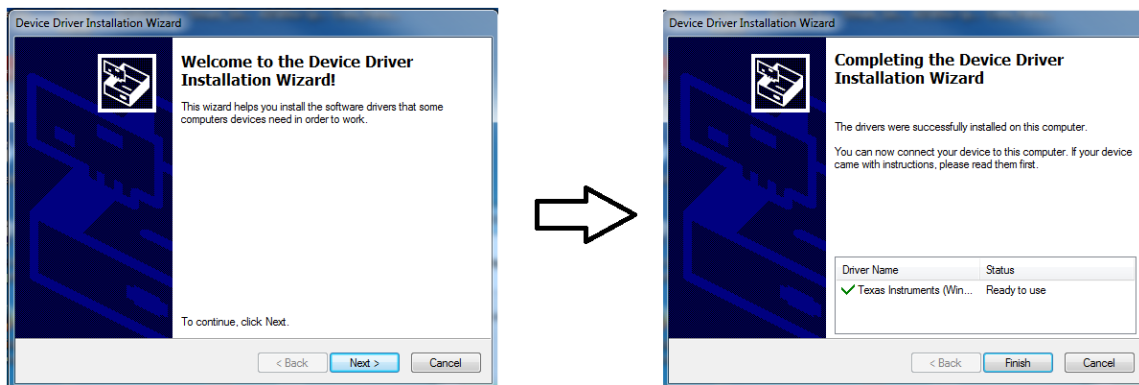 Device Driver Installation Wizard
Welcome to the Device Driver
Installation Wizard!
This wizard helps you install the software drivers that some
computers devices need in order to work.
To continue, click Next.
< Back
Next >
Cancel
Device Driver Installation Wizard
Completing the Device Driver
Installation Wizard
The drivers were successfully installed on this computer.
You can now connect your device to this computer. If your device
came with instructions, please read them first.
Driver Name Status
Texas Instruments (Win... Ready to use
< Back
Finish
Cancel